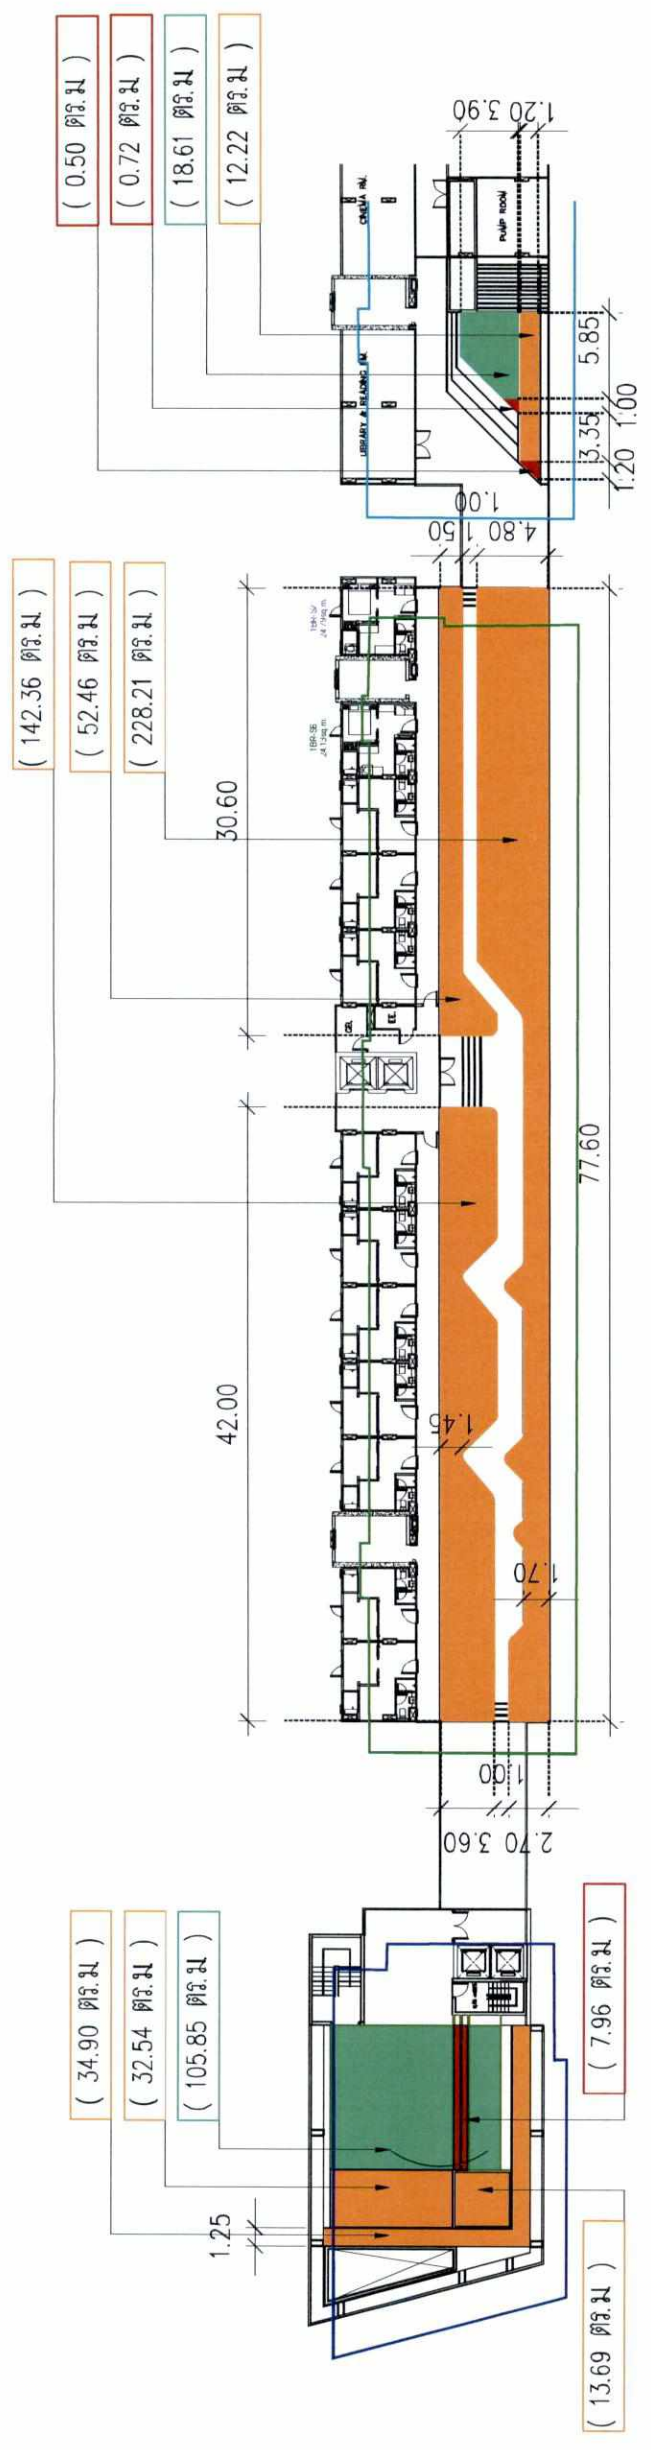 ( 0.50 ตร.ม )
( 0.72 ตร.ม )
( 18.61 ตร.ม )
( 12.22 ตร.ม )
3.90
1.20
CINEMA RM.
PUMP ROOM
LIBRARY & READING RM.
5.85
1.00
3.35
1.20
1.00
1.50
4.80
( 142.36 ตร.ม )
( 52.46 ตร.ม )
( 228.21 ตร.ม )
30.60
1BR-SB
24.13sq.m.
EE.
77.60
42.00
1.45
1.70
1.00
3.60
2.70
( 34.90 ตร.ม )
( 32.54 ตร.ม )
( 105.85 ตร.ม )
( 7.96 ตร.ม )
1.25
( 13.69 ตร.ม )